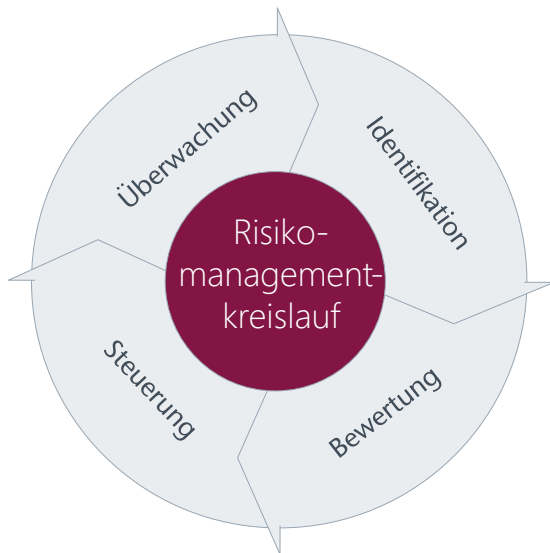 Risiko-
management-
kreislauf
Identifikation
Bewertung
Steuerung
Überwachung